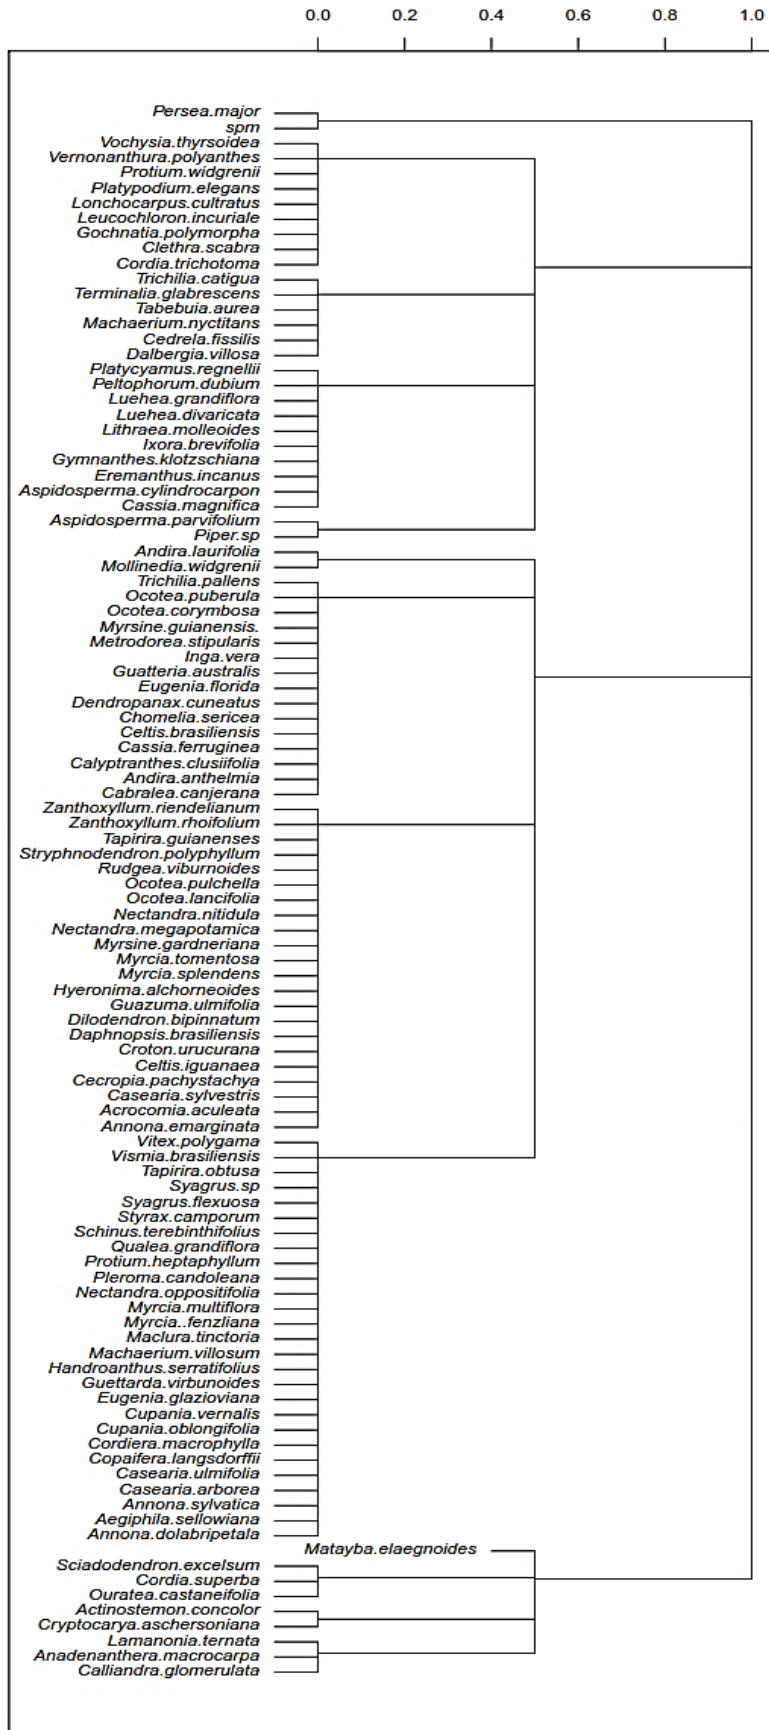 0.0 0.2 0.4 0.6 0.8 1.0
Persea.major
spm
Vochysia.thyrsoidea
Vernonanthura.polyanthes
Protium.widgrenii
Platypodium.elegans
Lonchocarpus.cultratus
Leucochloron.incuriale
Gochnatia.polymorpha
Clethra.scabra
Cordia.trichotoma
Trichilia.catigua
Terminalia.glabrescens
Tabebuia.aurea
Machaerium.nyctitans
Cedrela.fissilis
Dalbergia.villosa
Platycyamus.regnellii
Peltophorum.dubium
Luehea.grandiflora
Luehea.divaricata
Lithraea.molleoides
Ixora.brevifolia
Gymnanthes.klotzschiana
Eremanthus.incanus
Aspidosperma.cylindrocarpon
Cassia.magnifica
Aspidosperma.parvifolium
Piper.sp
Andira.laurifolia
Mollinedia.widgrenii
Trichilia.pallens
Ocotea.puberula
Ocotea.corymbosa
Myrsine.guianensis.
Metrodorea.stipularis
Inga.vera
Guatteria.australis
Eugenia.florida
Dendropanax.cuneatus
Chomelia.sericea
Celtis.brasiliensis
Cassia.ferruginea
Calyptranthes.clusiifolia
Andira.anthelmia
Cabralea.canjerana
Zanthoxyllum.riendelianum
Zanthoxyllum.rhoifolium
Tapirira.guianenses
Stryphnodendron.polyphyllum
Rudgea.viburnoides
Ocotea.pulchella
Ocotea.lancifolia
Nectandra.nitidula
Nectandra.megapotamica
Myrsine.gardneriana
Myrcia.tomentosa
Myrcia.splendens
Hyeronima.alchorneoides
Guazuma.ulmifolia
Dilodendron.bipinnatum
Daphnopsis.brasiliensis
Croton.urucurana
Celtis.iguanaea
Cecropia.pachystachya
Casearia.sylvestris
Acrocomia.aculeata
Annona.emarginata
Vitex.polygama
Vismia.brasiliensis
Tapirira.obtusa
Syagrus.sp
Syagrus.flexuosa
Styrax.camporum
Schinus.terebinthifolius
Qualea.grandiflora
Protium.heptaphyllum
Pleroma.candoleana
Nectandra.oppositifolia
Myrcia.multiflora
Myrcia..fenzliana
Maclura.tinctoria
Machaerium.villosum
Handroanthus.serratifolius
Guettarda.virbunoides
Eugenia.glazioviana
Cupania.vernalis
Cupania.oblongifolia
Cordiera.macrophylla
Copaifera.langsdorffii
Casearia.ulmifolia
Casearia.arborea
Annona.sylvatica
Aegiphila.sellowiana
Annona.dolabripetala
Matayba.elaegnoides
Sciadodendron.excelsum
Cordia.superba
Ouratea.castaneifolia
Actinostemon.concolor
Cryptocarya.aschersoniana
Lamanonia.ternata
Anadenanthera.macrocarpa
Calliandra.glomerulata